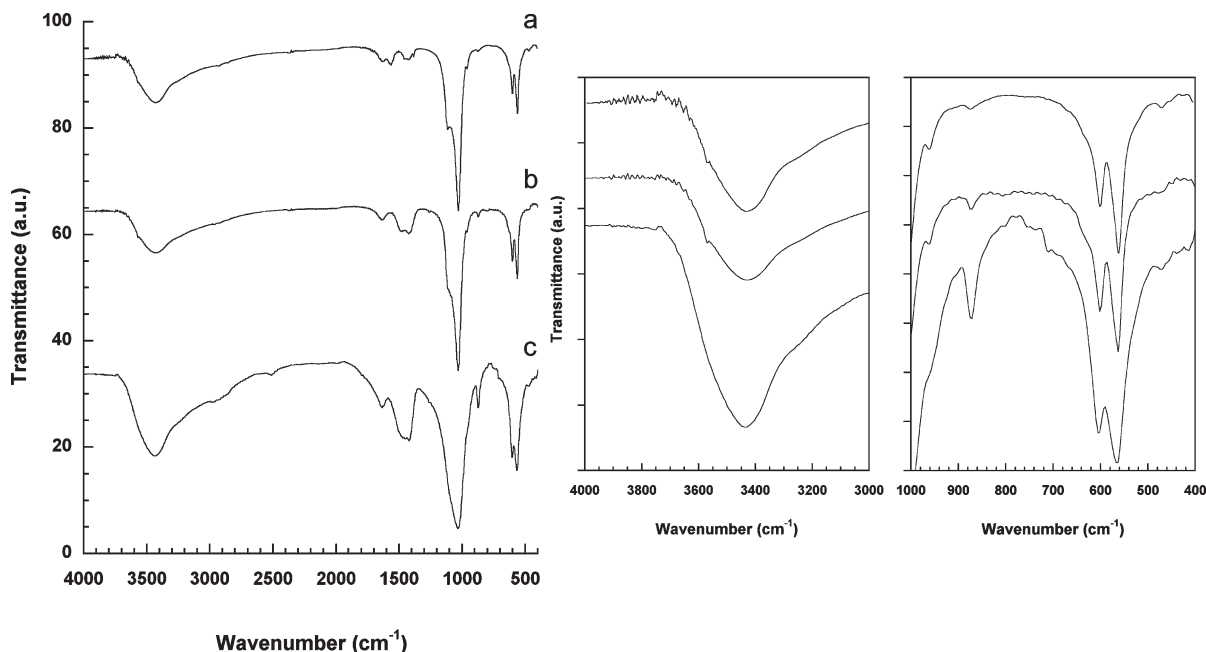 100
80
60
40
20
0
Transmittance (a.u.)
a
b
c
4000 3500 3000 2500 2000 1500 1000 500
Wavenumber (cm-1)
Transmittance (a.u.)
4000 3800 3600 3400 3200 3000
Wavenumber (cm-1)
1000 900 800 700 600 500 400
Wavenumber (cm-1)